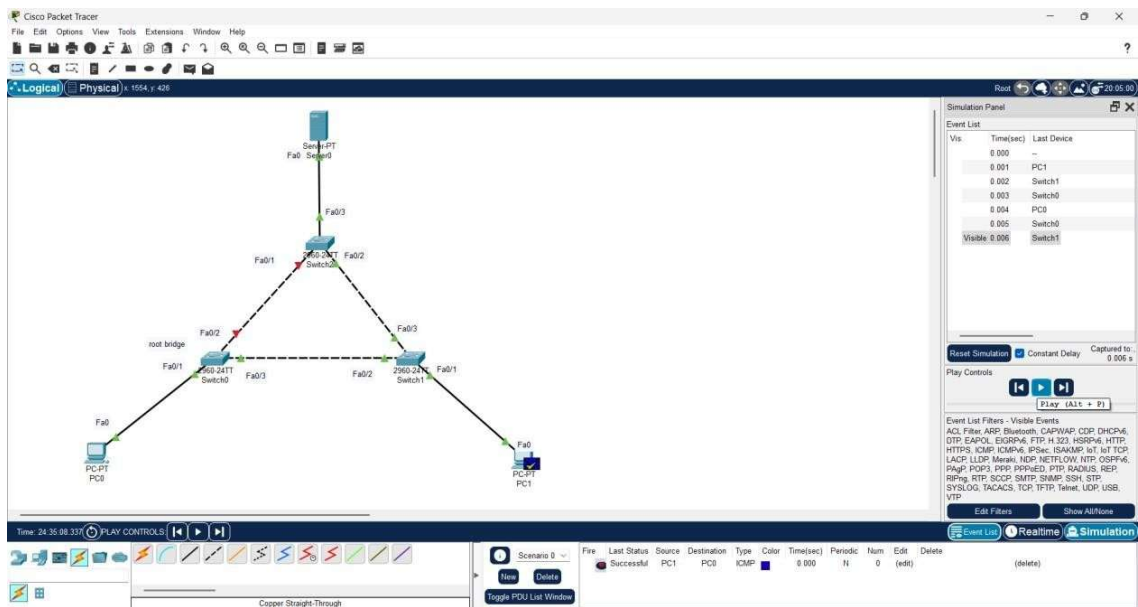 Cisco Packet Tracer
File Edit Options View Tools Extensions Window Help
?
Logical Physical x: 1554, y: 426 Root 20:05:00
Simulation Panel
Event List
Vis Time(sec) Last Device
0.000 --
0.001 PC1
0.002 Switch1
0.003 Switch0
0.004 PC0
0.005 Switch0
Visible 0.006 Switch1
Reset Simulation Constant Delay Captured to:
0.006 s
Play Controls
Play (Alt + P)
Event List Filters - Visible Events
ACL Filter, ARP, Bluetooth, CAPWAP, CDP, DHCPv6,
DTP, EAPOL, EIGRPv6, FTP, H.323, HSRPv6, HTTP,
HTTPS, ICMP, ICMPv6, IPSec, ISAKMP, IoT, IoT TCP,
LACP, LLDP, Meraki, NDP, NETFLOW, NTP, OSPFv6,
PAgP, POP3, PPP, PPPoED, PTP, RADIUS, REP,
RIPng, RTP, SCCP, SMTP, SNMP, SSH, STP,
SYSLOG, TACACS, TCP, TFTP, Telnet, UDP, USB,
VTP
Edit Filters Show All/None
Server-PT
Fa0 Server0
Fa0/3
2960-24TT
Fa0/1 Switch2 Fa0/2
Fa0/2 Fa0/3
root bridge
Fa0/1 2960-24TT Switch0 Fa0/3
Fa0/2 2960-24TT Switch1 Fa0/1
Fa0
PC-PT
PC0
Fa0
PC-PT
PC1
Time: 24:35:08.337 PLAY CONTROLS:
Event List Realtime Simulation
Scenario 0
New Delete
Toggle PDU List Window
Fire Last Status Source Destination Type Color Time(sec) Periodic Num Edit Delete
Successful PC1 PC0 ICMP 0.000 N 0 (edit) (delete)
Copper Straight-Through